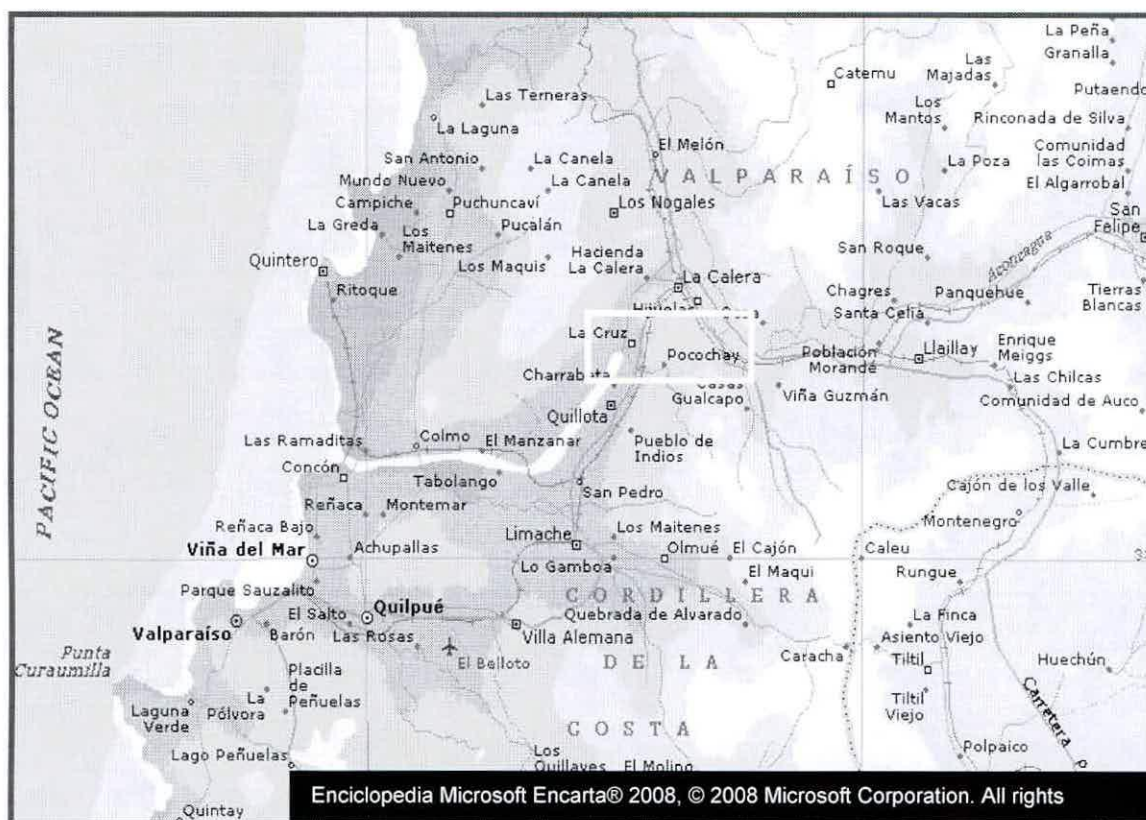 La Peña
Granalla
Las
Majadas
Catemu
Putaendo
Las Terneras
Los
Mantos
Rinconada de Silva
La Laguna
El Melón
Comunidad
las Coimas
San Antonio
La Canela
La Poza
El Algarrobal
Mundo Nuevo
La Canela
VALPARAÍSO
Campiche
Puchuncaví
Los Nogales
Las Vacas
San
Felipe
La Greda
Los
Maitenes
Pucalán
Quintero
Los Maquis
Hacienda
La Calera
San Roque
Aconcagua
La Calera
Ritoque
Chagres
Panquehue
Tierras
Blancas
Santa Celia
La Cruz
PACIFIC OCEAN
Pocochay
Población
Morandé
Llaillay
Enrique
Meiggs
Charrabata
Las Chilcas
Casas
Gualcapo
Viña Guzmán
Comunidad de Auco
Quillota
Pueblo de
Indios
Las Ramaditas
Colmo
El Manzanar
La Cumbre
Concón
Tabolango
San Pedro
Cajón de los Valle
Reñaca
Montemar
Montenegro
Reñaca Bajo
Limache
Los Maitenes
Viña del Mar
Achupallas
Olmué
El Cajón
Caleu
Lo Gamboa
Parque Sauzalito
El Maqui
Rungue
CORDILLERA
El Salto
Quilpué
Quebrada de Alvarado
La Finca
Valparaíso
Barón
Las Rosas
Villa Alemana
Asiento Viejo
Punta
Curaumilla
El Belloto
DE LA
Caracha
Tiltil
Huechún
Placilla
de
Peñuelas
La
Pólvora
Laguna
Verde
Tiltil
Viejo
Carretera
COSTA
Lago Peñuelas
Los
Quillayes
El Molino
Polpaico
Quintay
Enciclopedia Microsoft Encarta® 2008, © 2008 Microsoft Corporation. All rights